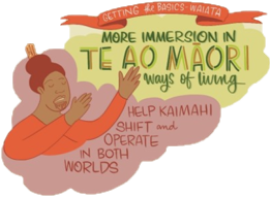 GETTING the BASICS - WAIATA
MORE IMMERSION IN
TE AO MĀORI
ways of living
HELP KAIMAHI
SHIFT and
OPERATE
IN BOTH
WORLDS